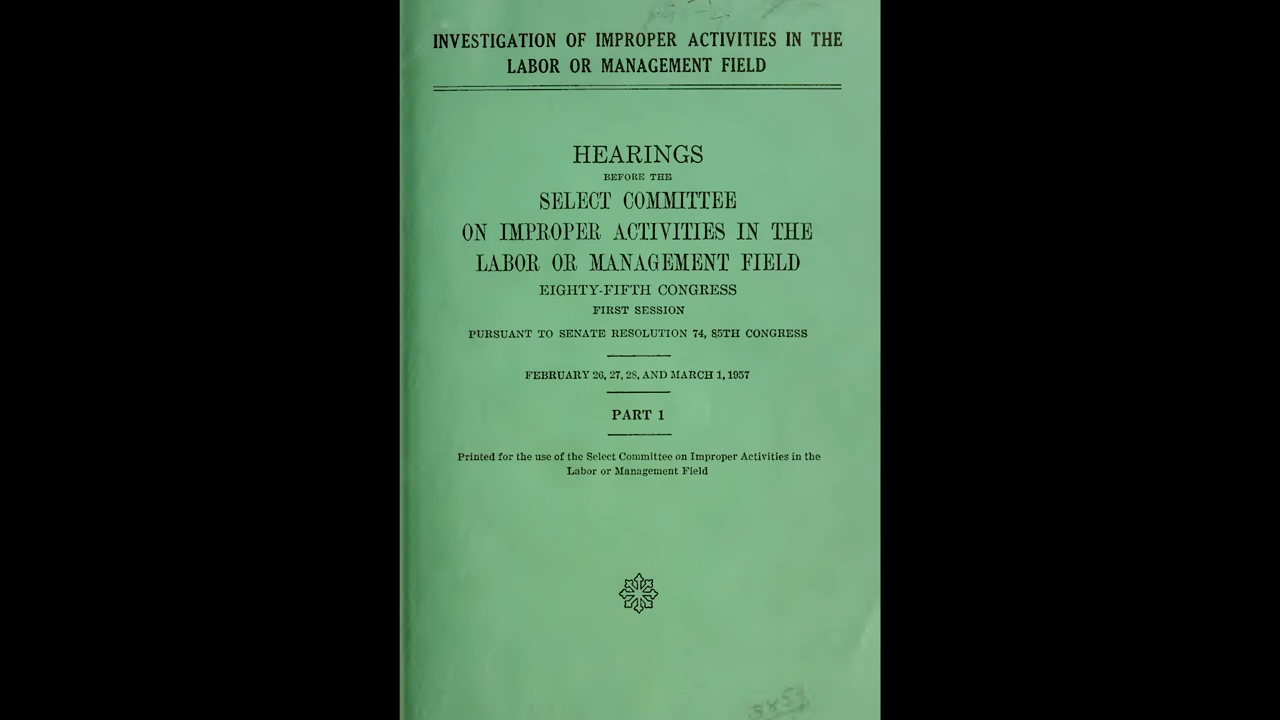 INVESTIGATION OF IMPROPER ACTIVITIES IN THE
LABOR OR MANAGEMENT FIELD
HEARINGS
BEFORE THE
SELECT COMMITTEE
ON IMPROPER ACTIVITIES IN THE
LABOR OR MANAGEMENT FIELD
EIGHTY-FIFTH CONGRESS
FIRST SESSION
PURSUANT TO SENATE RESOLUTION 74, 85TH CONGRESS
FEBRUARY 26, 27, 28, AND MARCH 1, 1957
PART 1
Printed for the use of the Select Committee on Improper Activities in the
Labor or Management Field